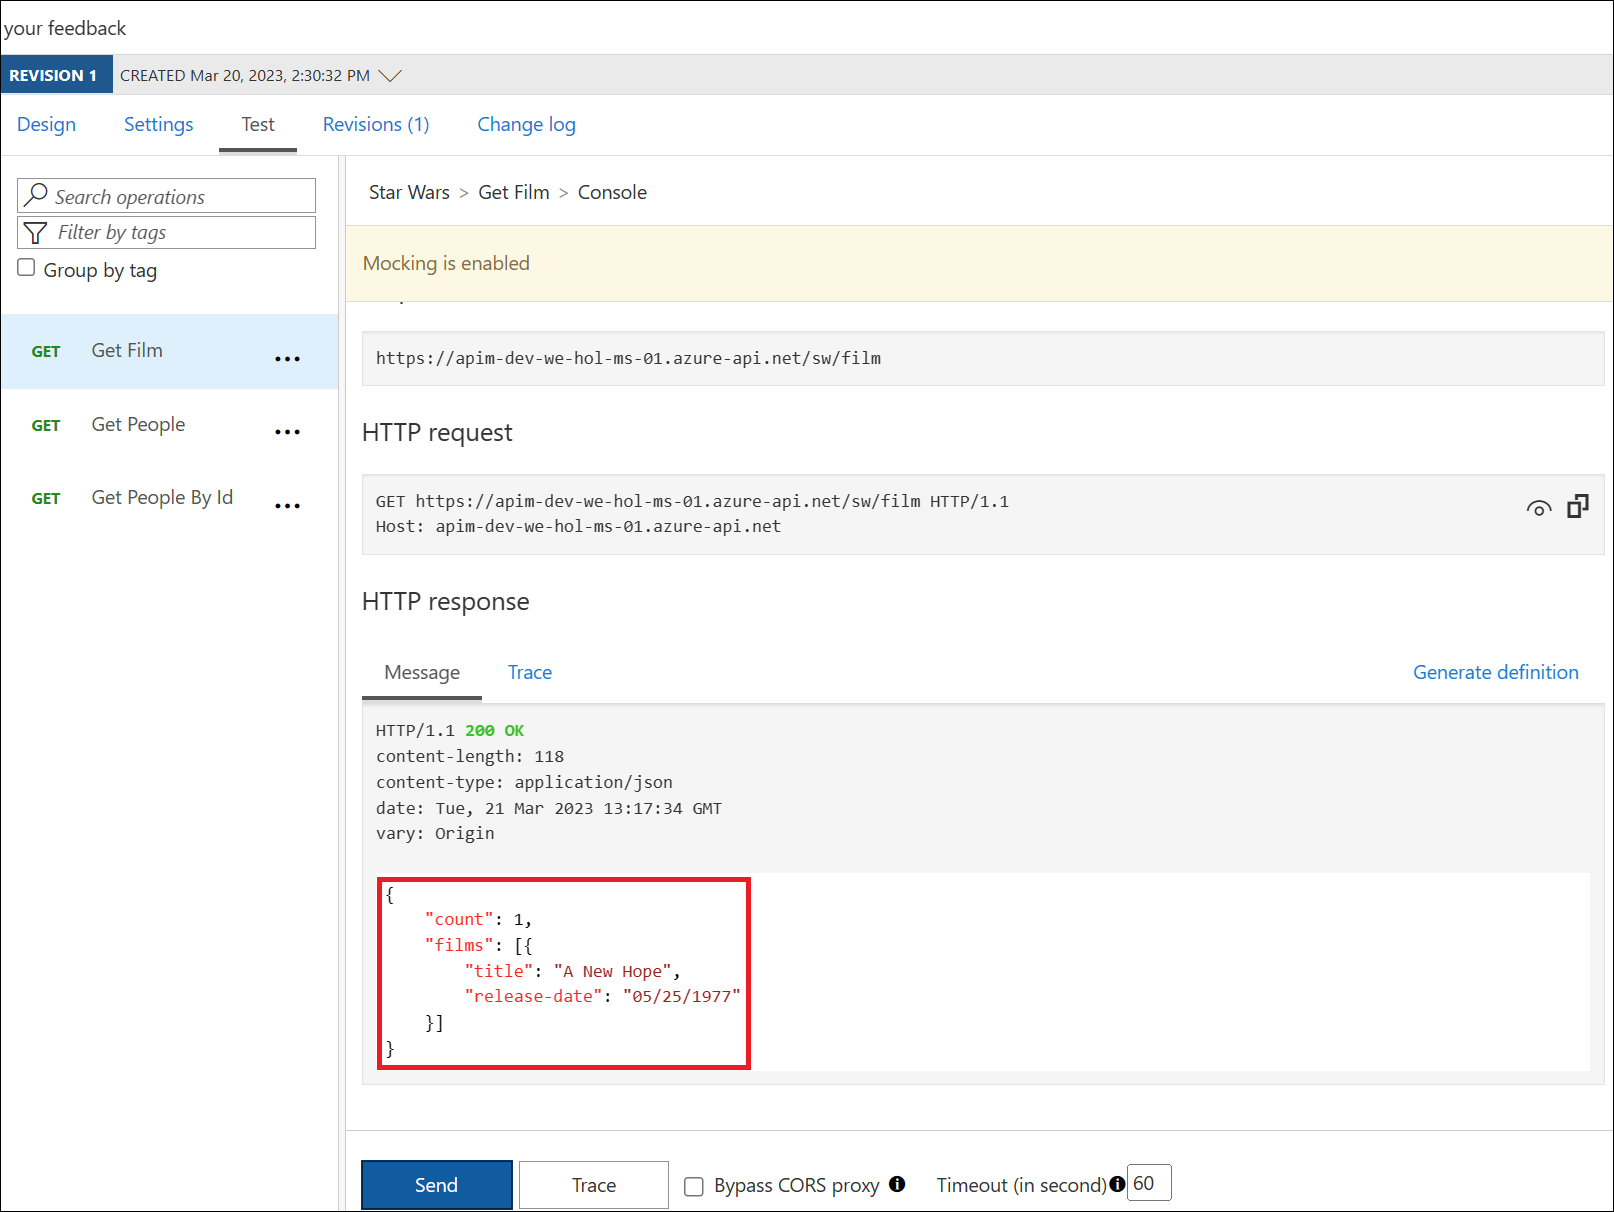 your feedback
REVISION 1 CREATED Mar 20, 2023, 2:30:32 PM
Design Settings Test Revisions (1) Change log
Search operations
Filter by tags
Group by tag
GET Get Film
GET Get People
GET Get People By Id
Star Wars > Get Film > Console
Mocking is enabled
https://apim-dev-we-hol-ms-01.azure-api.net/sw/film
HTTP request
GET https://apim-dev-we-hol-ms-01.azure-api.net/sw/film HTTP/1.1
Host: apim-dev-we-hol-ms-01.azure-api.net
HTTP response
Message Trace Generate definition
HTTP/1.1 200 OK
content-length: 118
content-type: application/json
date: Tue, 21 Mar 2023 13:17:34 GMT
vary: Origin
{
    "count": 1,
    "films": [{
        "title": "A New Hope",
        "release-date": "05/25/1977"
    }]
}
Send Trace Bypass CORS proxy Timeout (in second) 60